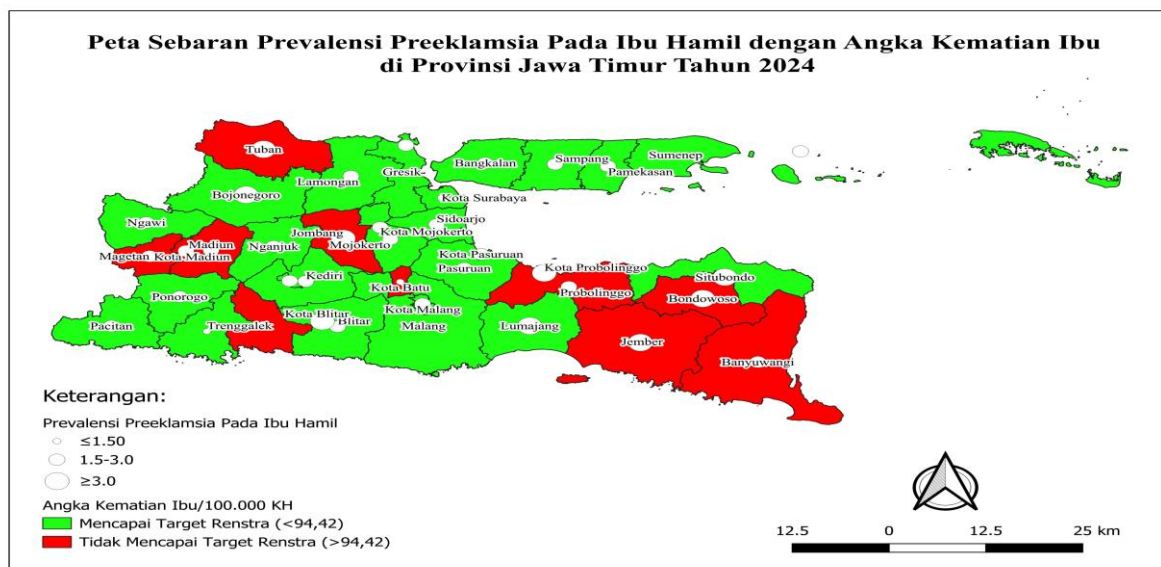 Peta Sebaran Prevalensi Preeklamsia Pada Ibu Hamil dengan Angka Kematian Ibu
di Provinsi Jawa Timur Tahun 2024
Tuban
Bangkalan
Sampang
Sumenep
Pamekasan
Lamongan
Gresik
Bojonegoro
Kota Surabaya
Ngawi
Sidoarjo
Jombang
Kota Mojokerto
Mojokerto
Madiun
Nganjuk
Magetan
Kota Madiun
Kota Pasuruan
Pasuruan
Kota Probolinggo
Situbondo
Kediri
Kota Batu
Probolinggo
Bondowoso
Ponorogo
Kota Malang
Kota Blitar
Blitar
Malang
Lumajang
Pacitan
Trenggalek
Jember
Banyuwangi
Keterangan:
Prevalensi Preeklamsia Pada Ibu Hamil
≤1.50
1.5-3.0
≥3.0
Angka Kematian Ibu/100.000 KH
Mencapai Target Renstra (<94,42)
Tidak Mencapai Target Renstra (>94,42)
12.5 0 12.5 25 km